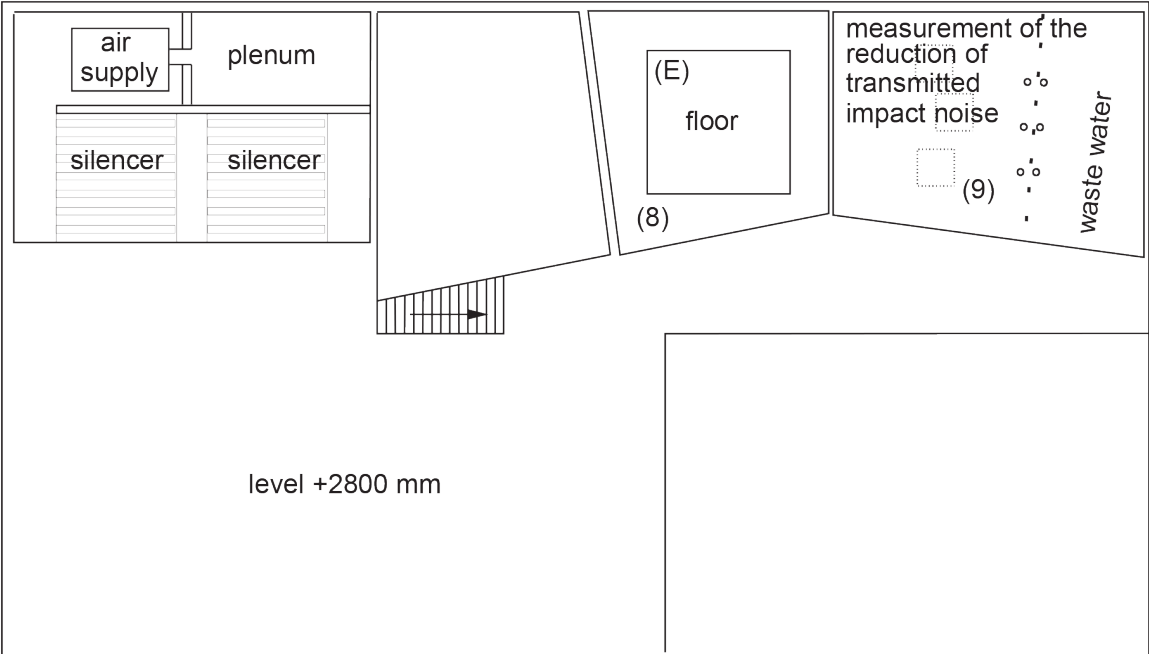 air
supply
plenum
silencer
silencer
(E)
floor
(8)
measurement of the
reduction of
transmitted
impact noise
(9)
waste water
level +2800 mm